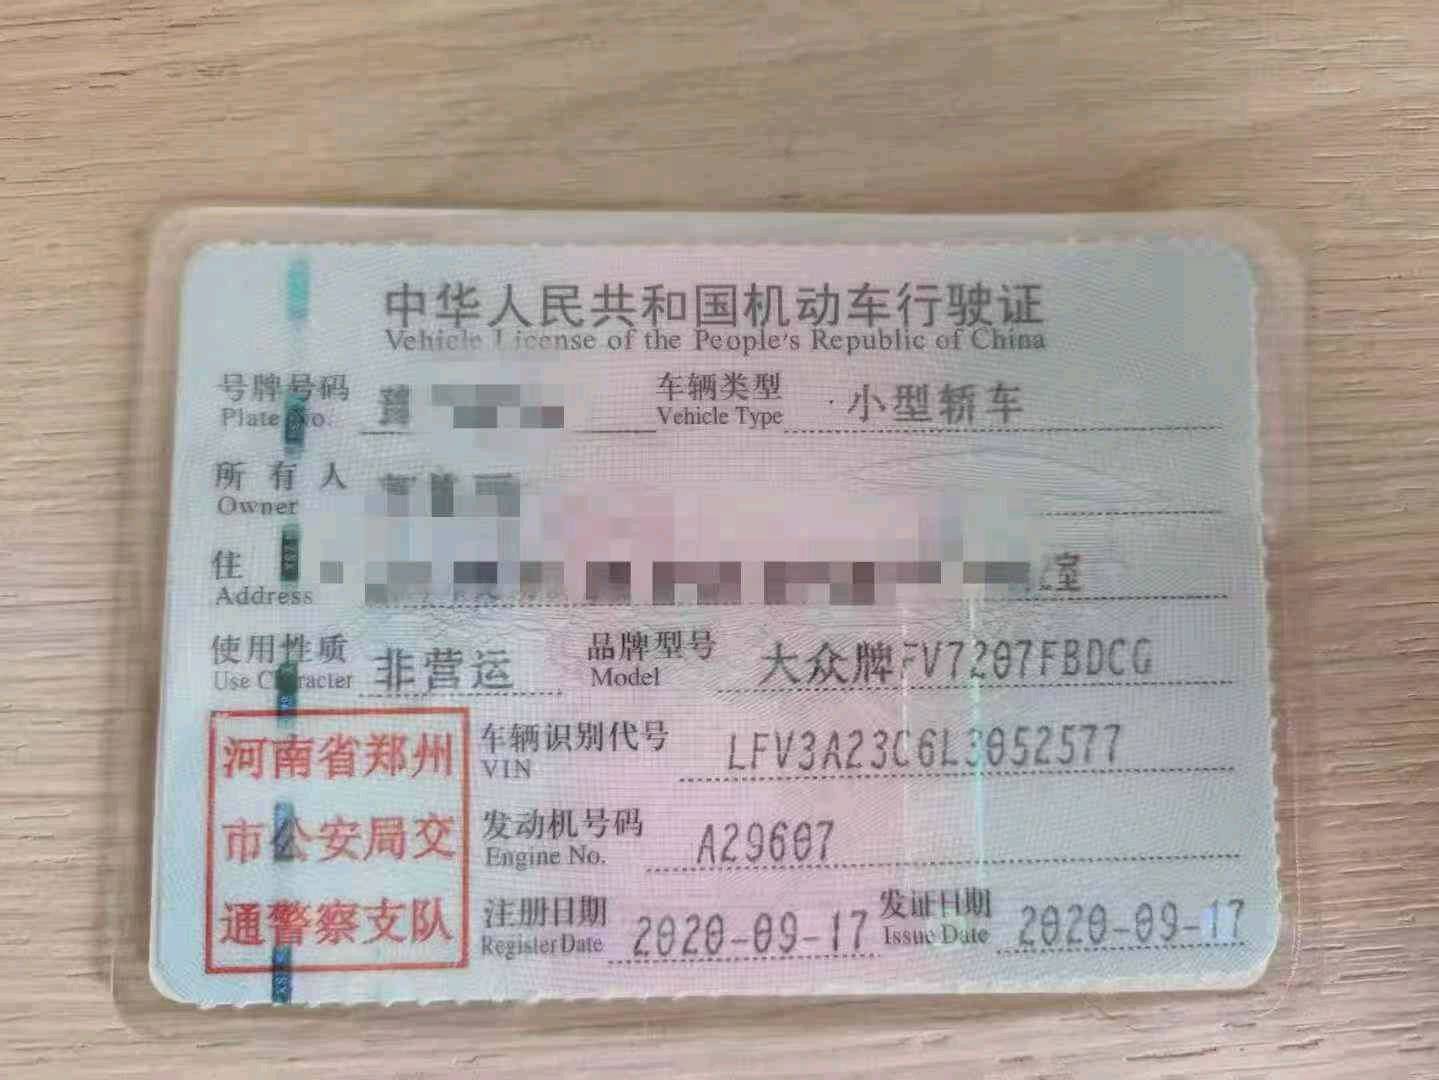 中华人民共和国机动车行驶证
Vehicle License of the People's Republic of China
号牌号码 豫 车辆类型 小型轿车
Plate No. Vehicle Type
所有人
Owner
住 室
Address
使用性质 非营运 品牌型号 大众牌FV7207FBDCG
Use Character Model
河南省郑州
市公安局交
通警察支队
车辆识别代号 LFV3A23C6L3052577
VIN
发动机号码 A29607
Engine No.
注册日期 2020-09-17 发证日期 2020-09-17
Register Date Issue Date